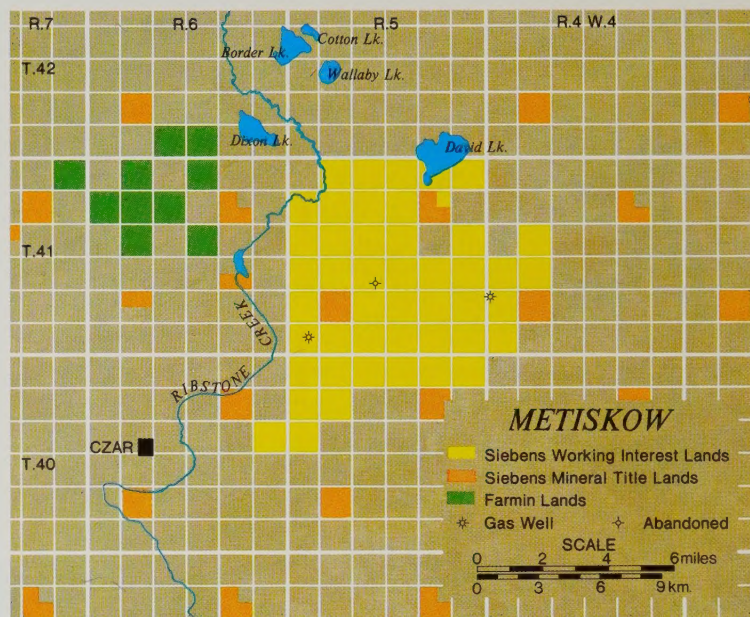 R.7
R.6
R.5
R.4 W.4
Cotton Lk.
Border Lk.
T.42
Wallaby Lk.
Dixon Lk.
David Lk.
T.41
RIBSTONE CREEK
CZAR
T.40
METISKOW
Siebens Working Interest Lands
Siebens Mineral Title Lands
Farmin Lands
Gas Well
Abandoned
SCALE
0 2 4 6 miles
0 3 6 9 km.